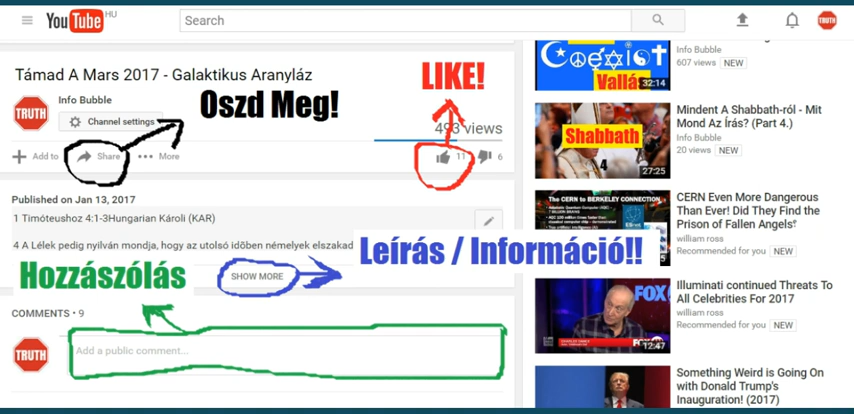 YouTube HU
Search
TRUTH
Támad A Mars 2017 - Galaktikus Aranyláz
TRUTH
Info Bubble
Channel settings
Oszd Meg!
LIKE!
493 views
Add to
Share
More
11
6
Published on Jan 13, 2017
1 Timóteushoz 4:1-3Hungarian Károli (KAR)
4 A Lélek pedig nyilván mondja, hogy az utolsó időben némelyek elszakad
Leírás / Információ!!
Hozzászólás
SHOW MORE
COMMENTS • 9
TRUTH
Add a public comment...
Vallás
32:14
Info Bubble
607 views NEW
Shabbath
4
27:25
Mindent A Shabbath-ról - Mit
Mond Az Írás? (Part 4.)
Info Bubble
20 views NEW
The CERN to BERKELEY CONNECTION
10:50
CERN Even More Dangerous
Than Ever! Did They Find the
Prison of Fallen Angels
william ross
Recommended for you NEW
FOX
12:47
Illuminati continued Threats To
All Celebrities For 2017
william ross
Recommended for you NEW
Something Weird is Going On
with Donald Trump's
Inauguration! (2017)